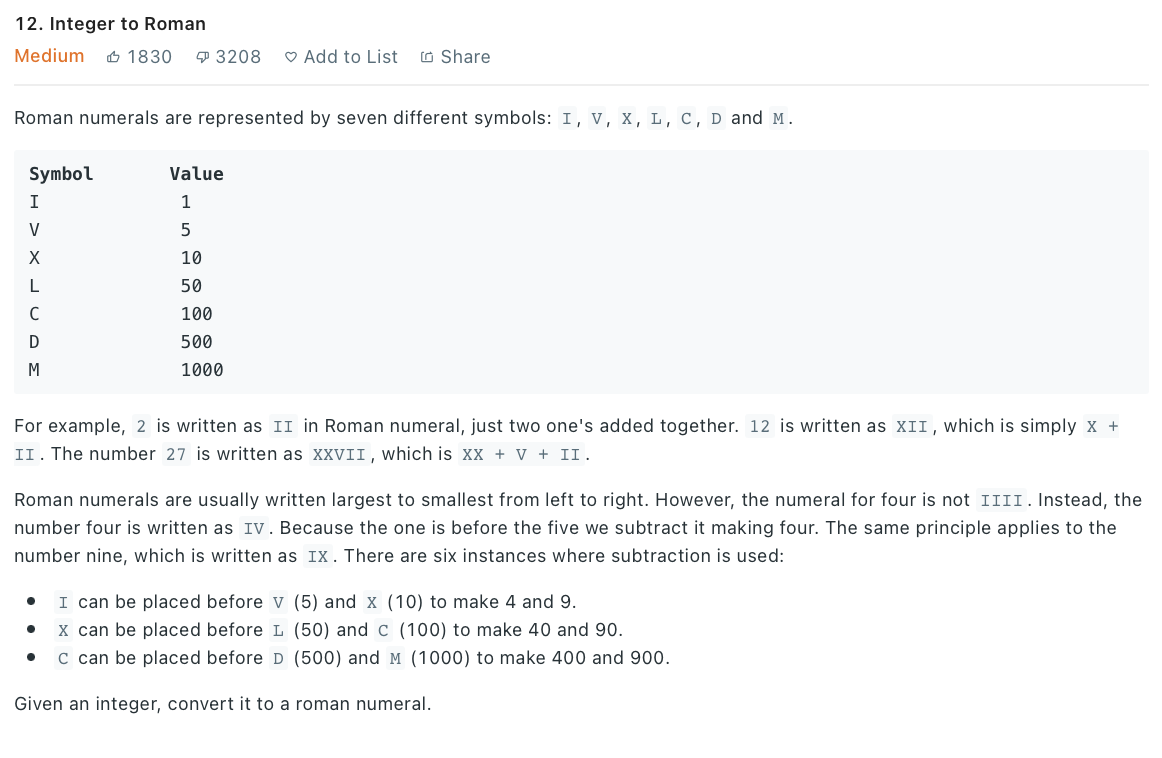 12. Integer to Roman
Medium 1830 3208 Add to List Share
Roman numerals are represented by seven different symbols: I, V, X, L, C, D and M.
Symbol Value
I 1
V 5
X 10
L 50
C 100
D 500
M 1000
For example, 2 is written as II in Roman numeral, just two one's added together. 12 is written as XII, which is simply X +
II. The number 27 is written as XXVII, which is XX + V + II.
Roman numerals are usually written largest to smallest from left to right. However, the numeral for four is not IIII. Instead, the
number four is written as IV. Because the one is before the five we subtract it making four. The same principle applies to the
number nine, which is written as IX. There are six instances where subtraction is used:
• I can be placed before V (5) and X (10) to make 4 and 9.
• X can be placed before L (50) and C (100) to make 40 and 90.
• C can be placed before D (500) and M (1000) to make 400 and 900.
Given an integer, convert it to a roman numeral.